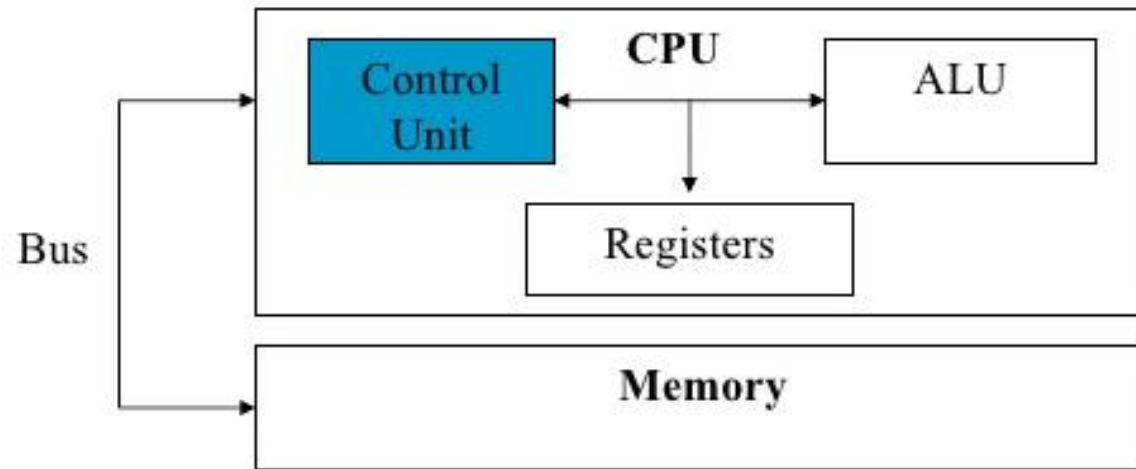 CPU
Control
Unit
ALU
Registers
Bus
Memory